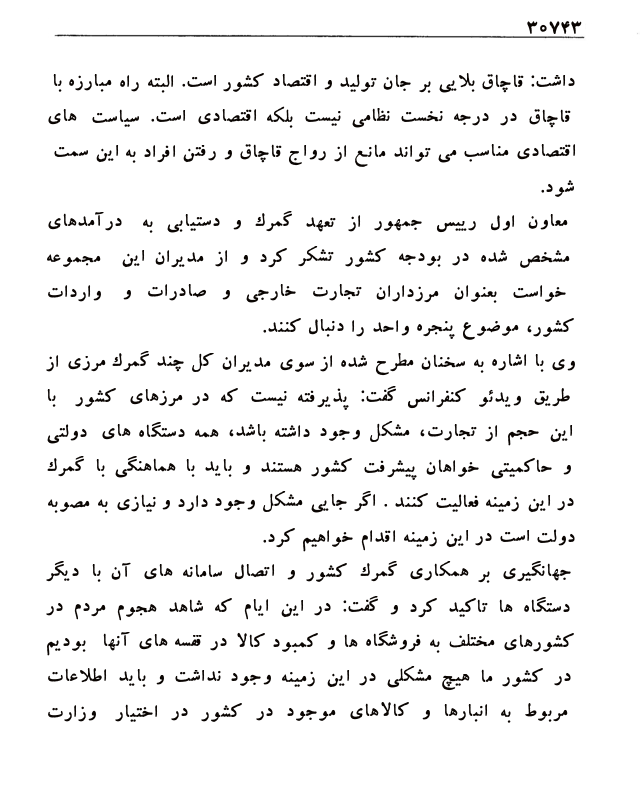 ۳۰۷۴۳
داشت: قاچاق بلایی بر جان تولید و اقتصاد کشور است. البته راه مبارزه با
قاچاق در درجه نخست نظامی نیست بلکه اقتصادی است. سیاست های
اقتصادی مناسب می تواند مانع از رواج قاچاق و رفتن افراد به این سمت
شود.
معاون اول رییس جمهور از تعهد گمرک و دستیابی به درآمدهای
مشخص شده در بودجه کشور تشکر کرد و از مدیران این مجموعه
خواست بعنوان مرزداران تجارت خارجی و صادرات و واردات
کشور، موضوع پنجره واحد را دنبال کنند.
وی با اشاره به سخنان مطرح شده از سوی مدیران کل چند گمرک مرزی از
طریق ویدئو کنفرانس گفت: پذیرفته نیست که در مرزهای کشور با
این حجم از تجارت، مشکل وجود داشته باشد، همه دستگاه های دولتی
و حاکمیتی خواهان پیشرفت کشور هستند و باید با هماهنگی با گمرک
در این زمینه فعالیت کنند . اگر جایی مشکل وجود دارد و نیازی به مصوبه
دولت است در این زمینه اقدام خواهیم کرد.
جهانگیری بر همکاری گمرک کشور و اتصال سامانه های آن با دیگر
دستگاه ها تاکید کرد و گفت: در این ایام که شاهد هجوم مردم در
کشورهای مختلف به فروشگاه ها و کمبود کالا در قفسه های آنها بودیم
در کشور ما هیچ مشکلی در این زمینه وجود نداشت و باید اطلاعات
مربوط به انبارها و کالاهای موجود در کشور در اختیار وزارت